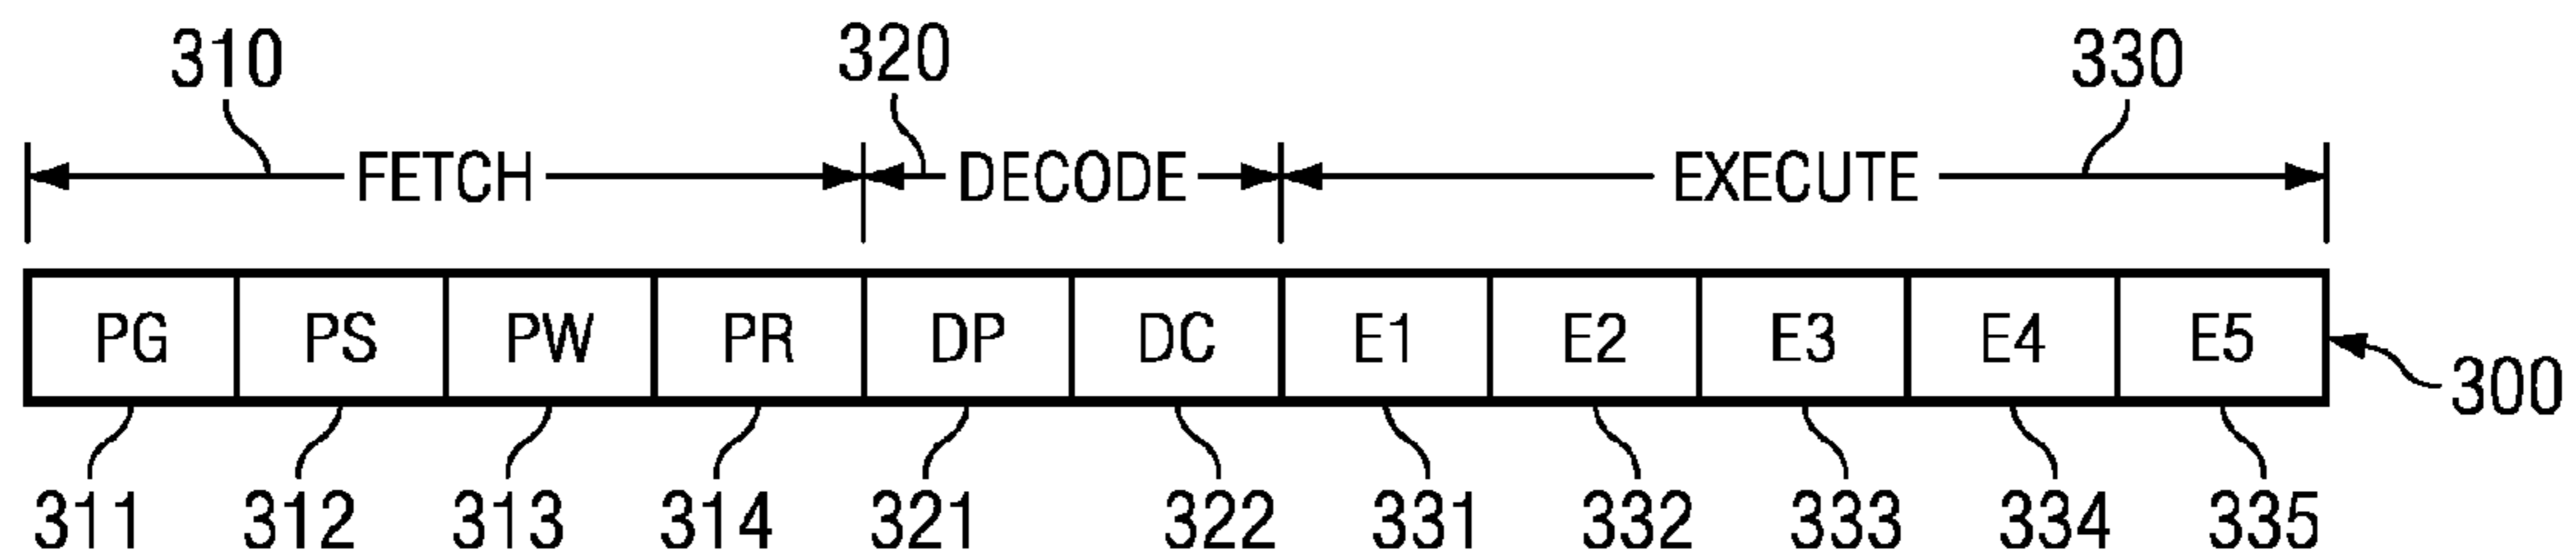 310 320 330
FETCH DECODE EXECUTE
PG PS PW PR DP DC E1 E2 E3 E4 E5
300
311 312 313 314 321 322 331 332 333 334 335